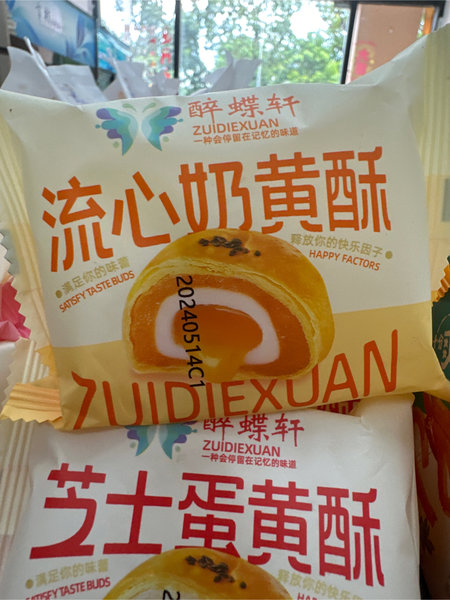 醉蝶轩
ZUIDIEXUAN
一种会停留在记忆的味道
流心奶黄酥
满足你的味蕾
SATISFY TASTE BUDS
释放你的快乐因子
HAPPY FACTORS
20240514C1
ZUIDIEXUAN
醉蝶轩
ZUIDIEXUAN
一种会停留在记忆的味道
芝士蛋黄酥
满足你的味蕾
SATISFY TASTE BUDS
释放你的快乐因子
HAPPY FACTORS